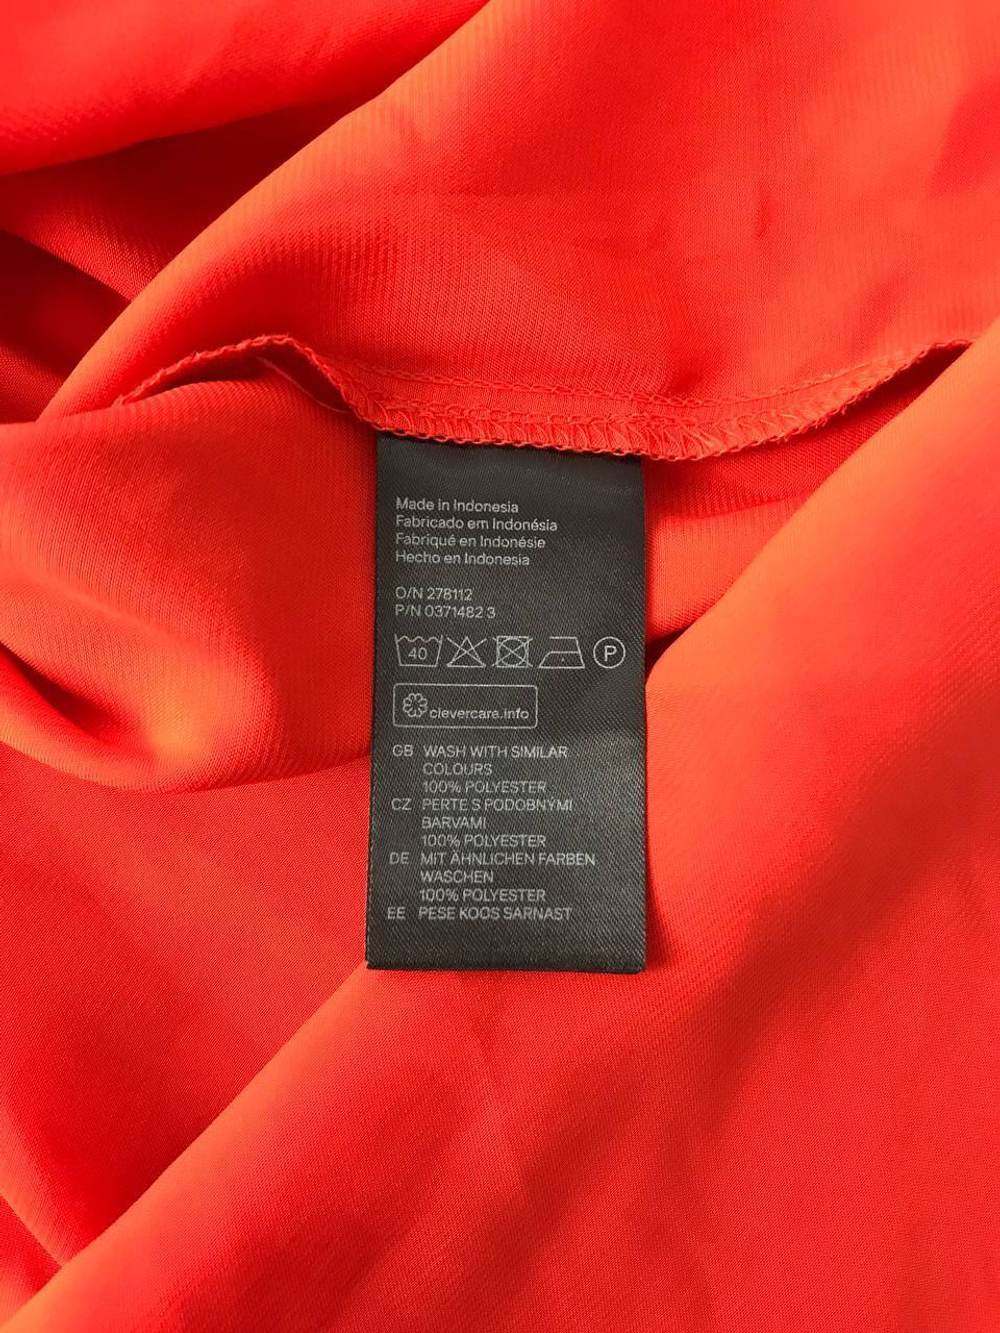 Made in Indonesia
Fabricado em Indonésia
Fabriqué en Indonésie
Hecho en Indonesia
O/N 278112
P/N 0371482 3
40 P
clevercare.info
GB WASH WITH SIMILAR
COLOURS
100% POLYESTER
CZ PERTE S PODOBNÝMI
BARVAMI
100% POLYESTER
DE MIT ÄHNLICHEN FARBEN
WASCHEN
100% POLYESTER
EE PESE KOOS SARNAST